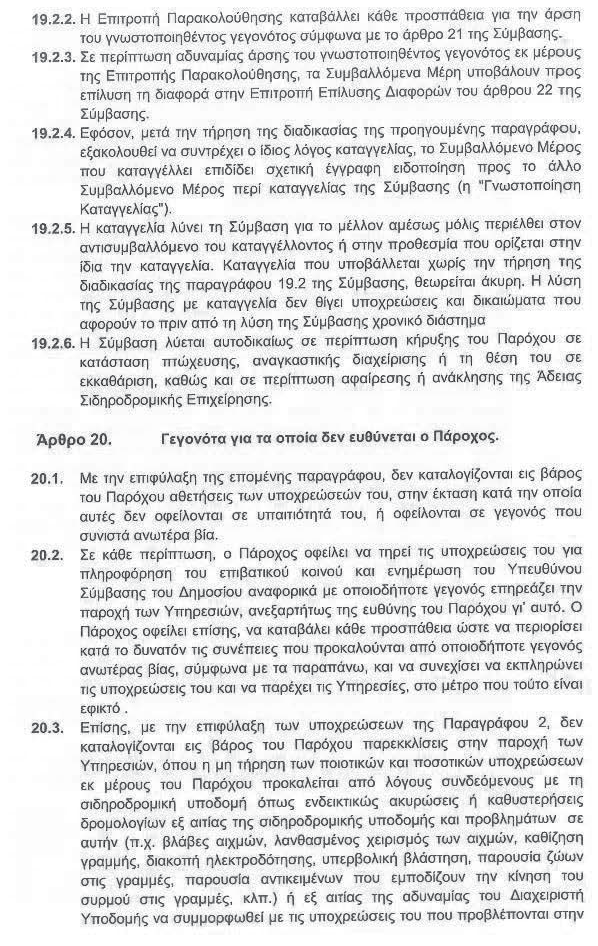 19.2.2. Η Επιτροπή Παρακολούθησης καταβάλλει κάθε προσπάθεια για την άρση
του γνωστοποιηθέντος γεγονότος σύμφωνα με το άρθρο 21 της Σύμβασης.
19.2.3. Σε περίπτωση αδυναμίας άρσης του γνωστοποιηθέντος γεγονότος εκ μέρους
της Επιτροπής Παρακολούθησης, τα Συμβαλλόμενα Μέρη υποβάλουν προς
επίλυση τη διαφορά στην Επιτροπή Επίλυσης Διαφορών του άρθρου 22 της
Σύμβασης.
19.2.4. Εφόσον, μετά την τήρηση της διαδικασίας της προηγουμένης παραγράφου,
εξακολουθεί να συντρέχει ο ίδιος λόγος καταγγελίας, το Συμβαλλόμενο Μέρος
που καταγγέλλει επιδίδει σχετική έγγραφη ειδοποίηση προς το άλλο
Συμβαλλόμενο Μέρος περί καταγγελίας της Σύμβασης (η "Γνωστοποίηση
Καταγγελίας").
19.2.5. Η καταγγελία λύνει τη Σύμβαση για το μέλλον αμέσως μόλις περιέλθει στον
αντισυμβαλλόμενο του καταγγέλλοντος ή στην προθεσμία που ορίζεται στην
ίδια την καταγγελία. Καταγγελία που υποβάλλεται χωρίς την τήρηση της
διαδικασίας της παραγράφου 19.2 της Σύμβασης, θεωρείται άκυρη. Η λύση
της Σύμβασης με καταγγελία δεν θίγει υποχρεώσεις και δικαιώματα που
αφορούν το πριν από τη λύση της Σύμβασης χρονικό διάστημα
19.2.6. Η Σύμβαση λύεται αυτοδικαίως σε περίπτωση κήρυξης του Παρόχου σε
κατάσταση πτώχευσης, αναγκαστικής διαχείρισης ή τη θέση του σε
εκκαθάριση, καθώς και σε περίπτωση αφαίρεσης ή ανάκλησης της Άδειας
Σιδηροδρομικής Επιχείρησης.
Άρθρο 20. Γεγονότα για τα οποία δεν ευθύνεται ο Πάροχος.
20.1. Με την επιφύλαξη της επομένης παραγράφου, δεν καταλογίζονται εις βάρος
του Παρόχου αθετήσεις των υποχρεώσεών του, στην έκταση κατά την οποία
αυτές δεν οφείλονται σε υπαιτιότητά του, ή οφείλονται σε γεγονός που
συνιστά ανωτέρα βία.
20.2. Σε κάθε περίπτωση, ο Πάροχος οφείλει να τηρεί τις υποχρεώσεις του για
πληροφόρηση του επιβατικού κοινού και ενημέρωση του Υπευθύνου
Σύμβασης του Δημοσίου αναφορικά με οποιοδήποτε γεγονός επηρεάζει την
παροχή των Υπηρεσιών, ανεξαρτήτως της ευθύνης του Παρόχου γι' αυτό. Ο
Πάροχος οφείλει επίσης, να καταβάλει κάθε προσπάθεια ώστε να περιορίσει
κατά το δυνατόν τις συνέπειες που προκαλούνται από οποιοδήποτε γεγονός
ανωτέρας βίας, σύμφωνα με τα παραπάνω, και να συνεχίσει να εκπληρώνει
τις υποχρεώσεις του και να παρέχει τις Υπηρεσίες, στο μέτρο που τούτο είναι
εφικτό .
20.3. Επίσης, με την επιφύλαξη των υποχρεώσεων της Παραγράφου 2, δεν
καταλογίζονται εις βάρος του Παρόχου παρεκκλίσεις στην παροχή των
Υπηρεσιών, όπου η μη τήρηση των ποιοτικών και ποσοτικών υποχρεώσεων
εκ μέρους του Παρόχου προκαλείται από λόγους συνδεόμενους με τη
σιδηροδρομική υποδομή όπως ενδεικτικώς ακυρώσεις ή καθυστερήσεις
δρομολογίων εξ αιτίας της σιδηροδρομικής υποδομής και προβλημάτων σε
αυτήν (π.χ. βλάβες αιχμών, λανθασμένος χειρισμός των αιχμών, καθίζηση
γραμμής, διακοπή ηλεκτροδότησης, υπερβολική βλάστηση, παρουσία ζώων
στις γραμμές, παρουσία αντικειμένων που εμποδίζουν την κίνηση του
συρμού στις γραμμές, κλπ.) ή εξ αιτίας της αδυναμίας του Διαχειριστή
Υποδομής να συμμορφωθεί με τις υποχρεώσεις του που προβλέπονται στην